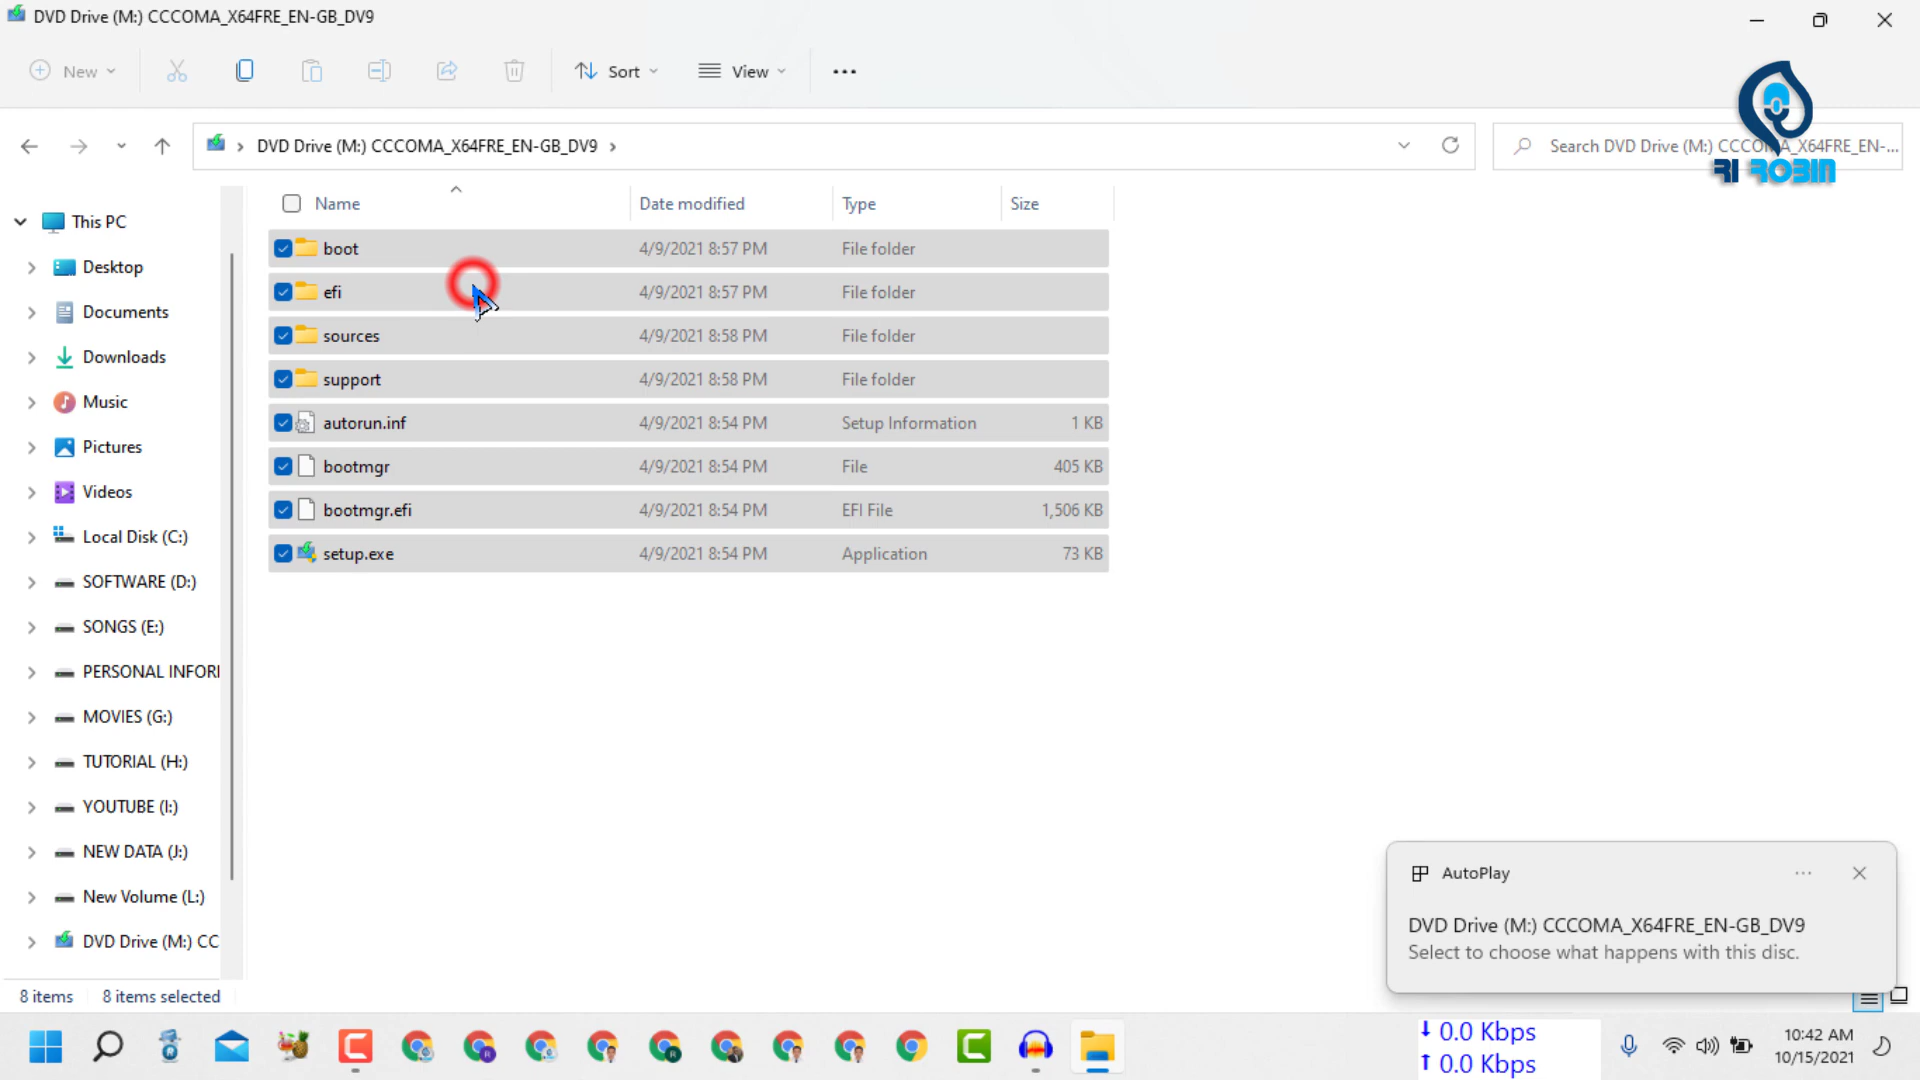 DVD Drive (M:) CCCOMA_X64FRE_EN-GB_DV9
New
Sort
View
DVD Drive (M:) CCCOMA_X64FRE_EN-GB_DV9
Search DVD Drive (M:) CCCOMA_X64FRE_EN-...
RI ROBIN
Name Date modified Type Size
This PC
Desktop
Documents
Downloads
Music
Pictures
Videos
Local Disk (C:)
SOFTWARE (D:)
SONGS (E:)
PERSONAL INFOR
MOVIES (G:)
TUTORIAL (H:)
YOUTUBE (I:)
NEW DATA (J:)
New Volume (L:)
DVD Drive (M:) CC
boot 4/9/2021 8:57 PM File folder
efi 4/9/2021 8:57 PM File folder
sources 4/9/2021 8:58 PM File folder
support 4/9/2021 8:58 PM File folder
autorun.inf 4/9/2021 8:54 PM Setup Information 1 KB
bootmgr 4/9/2021 8:54 PM File 405 KB
bootmgr.efi 4/9/2021 8:54 PM EFI File 1,506 KB
setup.exe 4/9/2021 8:54 PM Application 73 KB
AutoPlay
DVD Drive (M:) CCCOMA_X64FRE_EN-GB_DV9
Select to choose what happens with this disc.
8 items 8 items selected
0.0 Kbps
0.0 Kbps
10:42 AM
10/15/2021